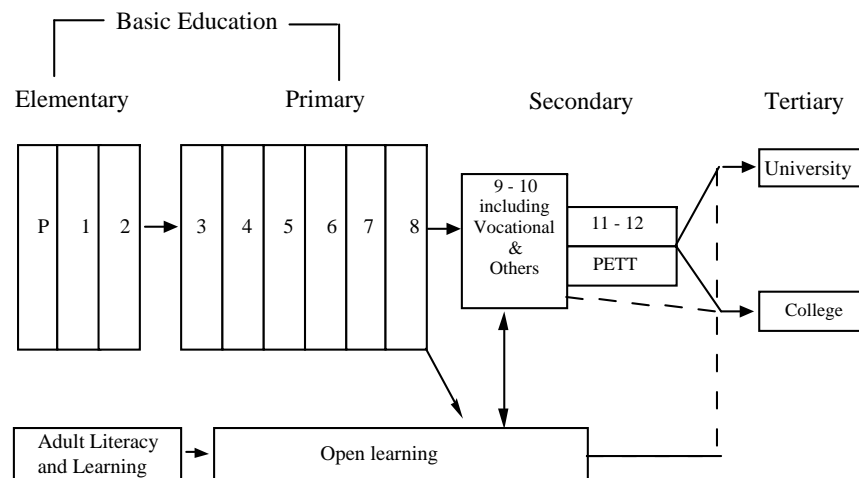 Basic Education
Elementary
Primary
Secondary
Tertiary
P 1 2
3 4 5 6 7 8
9 - 10
including
Vocational
&
Others
11 - 12
PETT
University
College
Adult Literacy
and Learning
Open learning